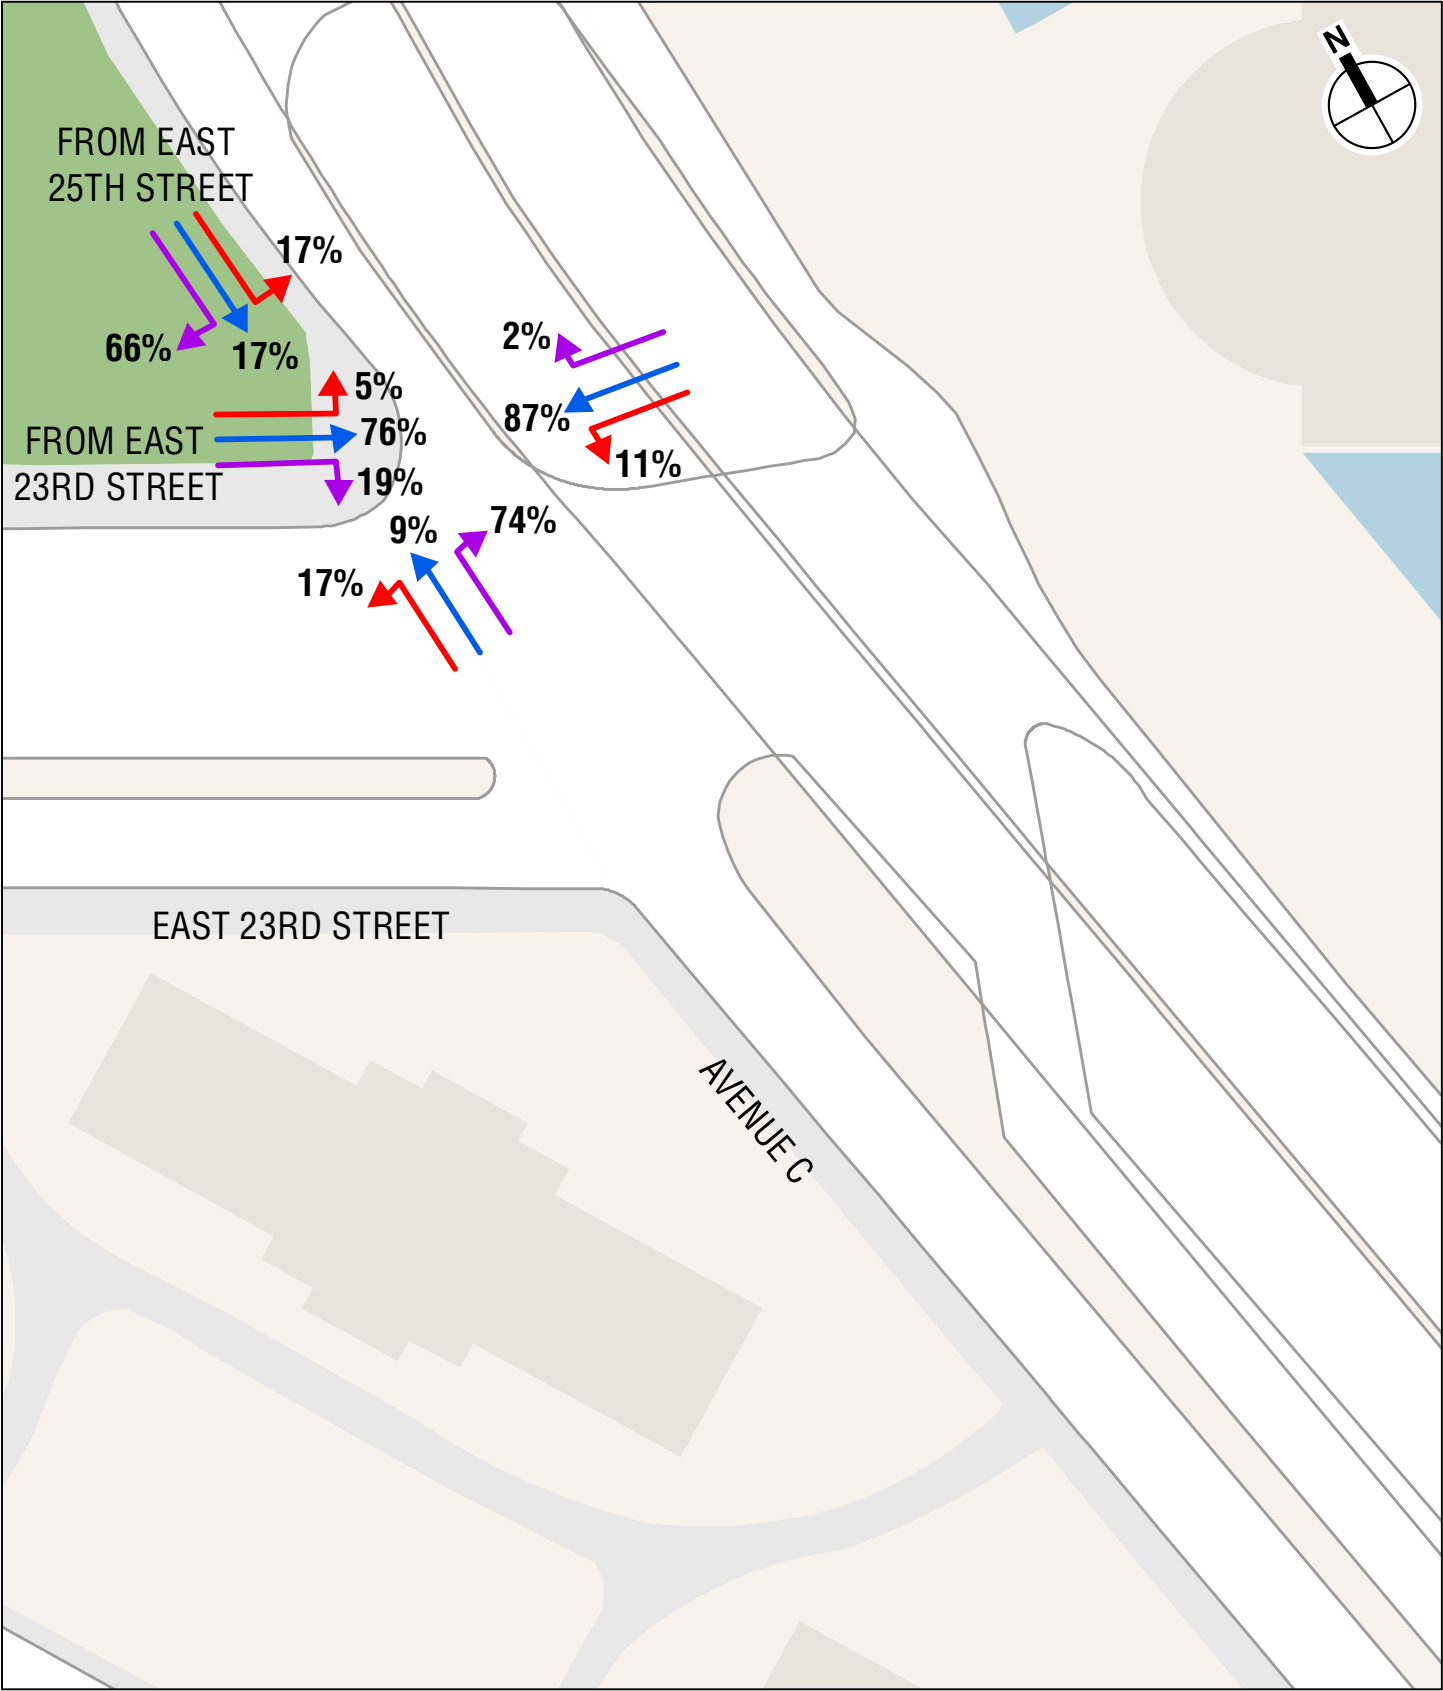 N
FROM EAST
25TH STREET
17%
66%
17%
2%
87%
11%
5%
FROM EAST
76%
23RD STREET
19%
9%
74%
17%
EAST 23RD STREET
AVENUE C